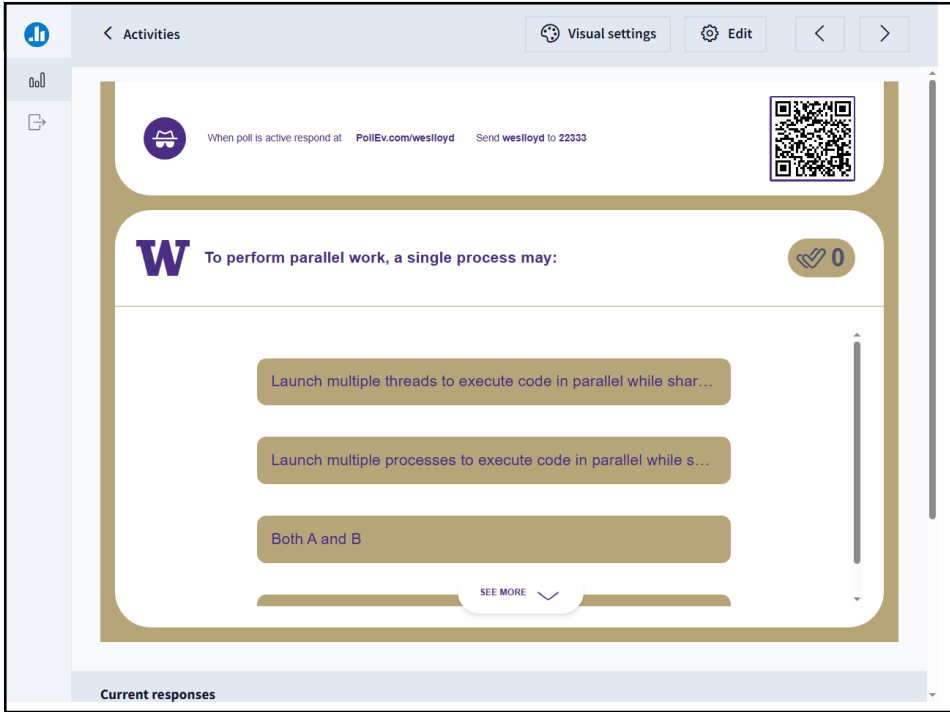 Activities
Visual settings
Edit
When poll is active respond at PollEv.com/weslloyd Send weslloyd to 22333
W
To perform parallel work, a single process may:
0
Launch multiple threads to execute code in parallel while shar…
Launch multiple processes to execute code in parallel while s…
Both A and B
SEE MORE
Current responses